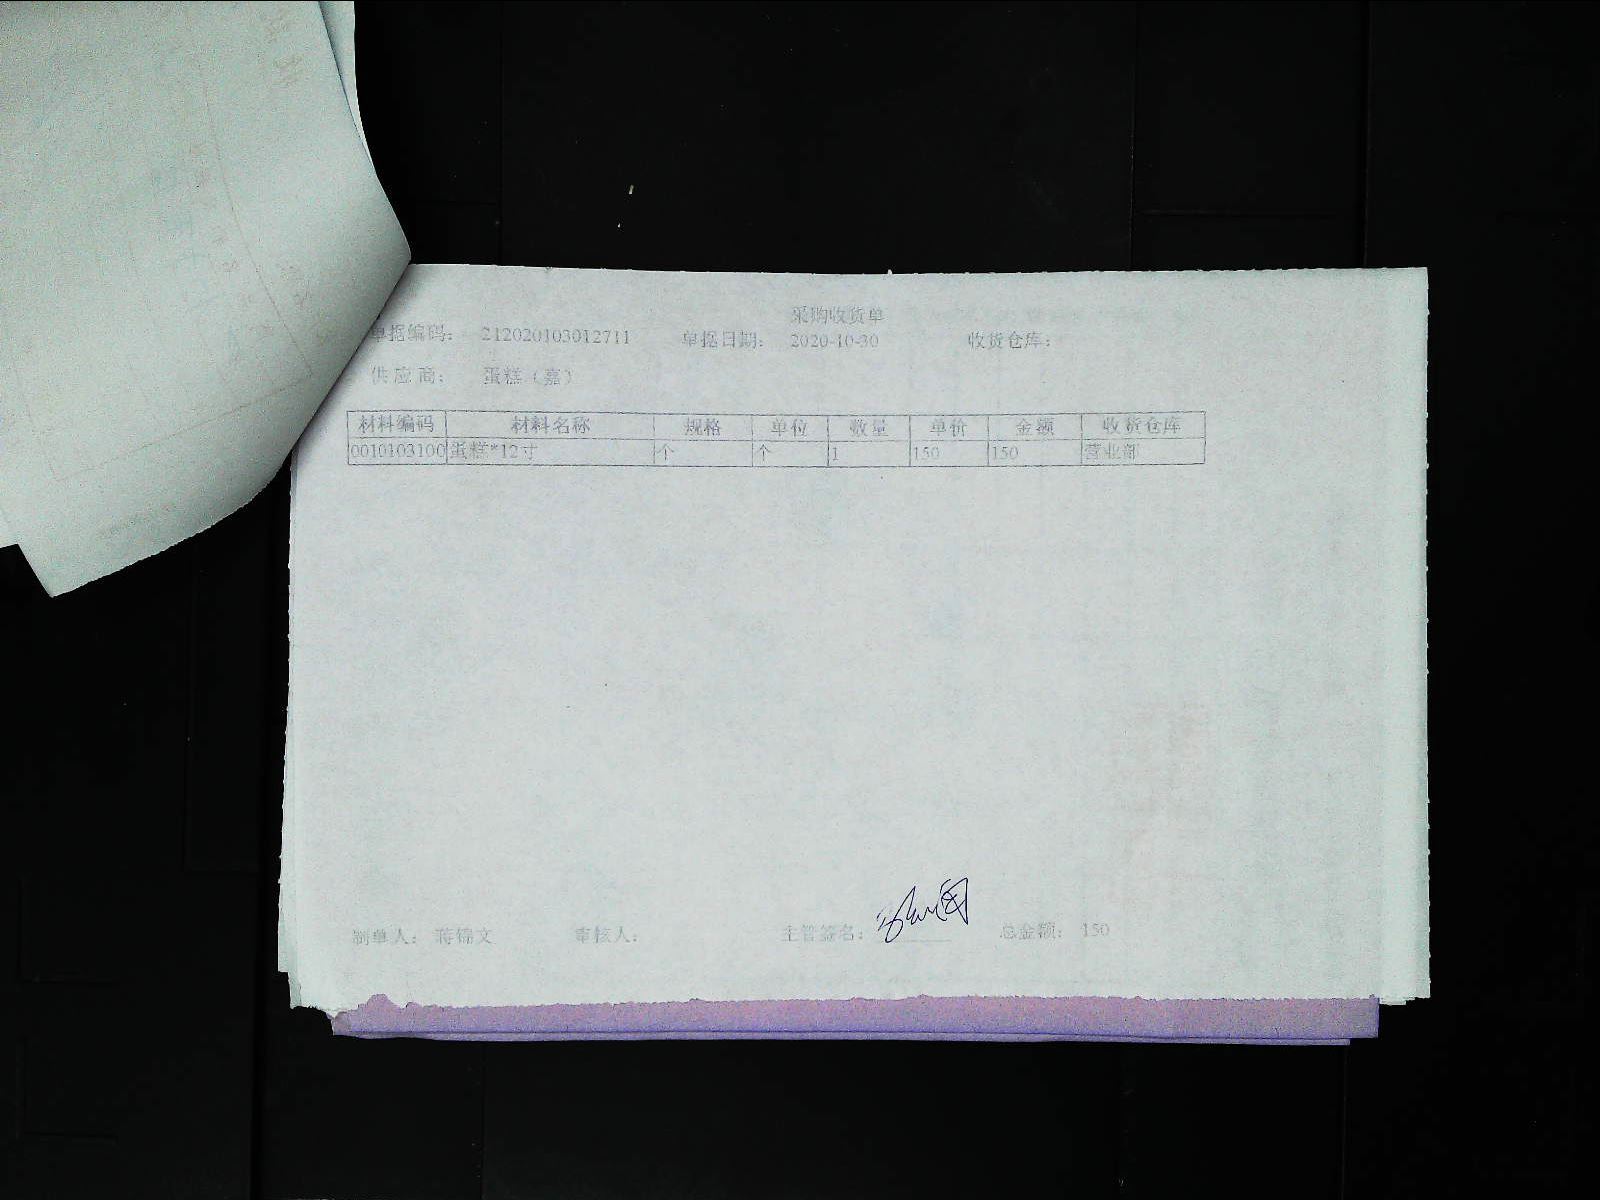 采购收货单
单据编码： 212020103012711 单据日期： 2020-10-30 收货仓库：
供应商： 蛋糕（嘉）
材料编码 材料名称 规格 单位 数量 单价 金额 收货仓库
0010103100 蛋糕*12寸 个 个 1 150 150 营业部
制单人： 蒋锦文 审核人： 主管签名： 总金额： 150